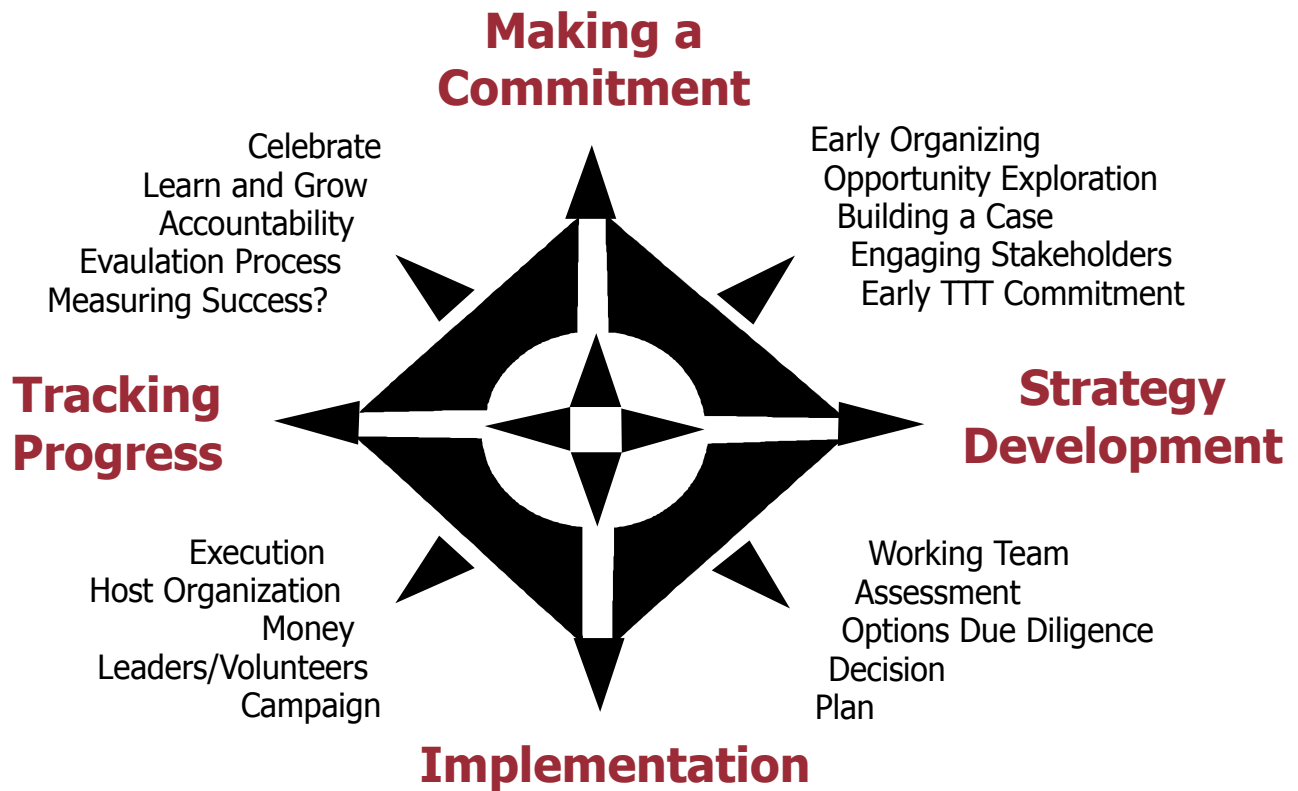 Making a
Commitment
Celebrate
Learn and Grow
Accountability
Evaulation Process
Measuring Success?
Early Organizing
Opportunity Exploration
Building a Case
Engaging Stakeholders
Early TTT Commitment
Tracking
Progress
Strategy
Development
Execution
Host Organization
Money
Leaders/Volunteers
Campaign
Working Team
Assessment
Options Due Diligence
Decision
Plan
Implementation